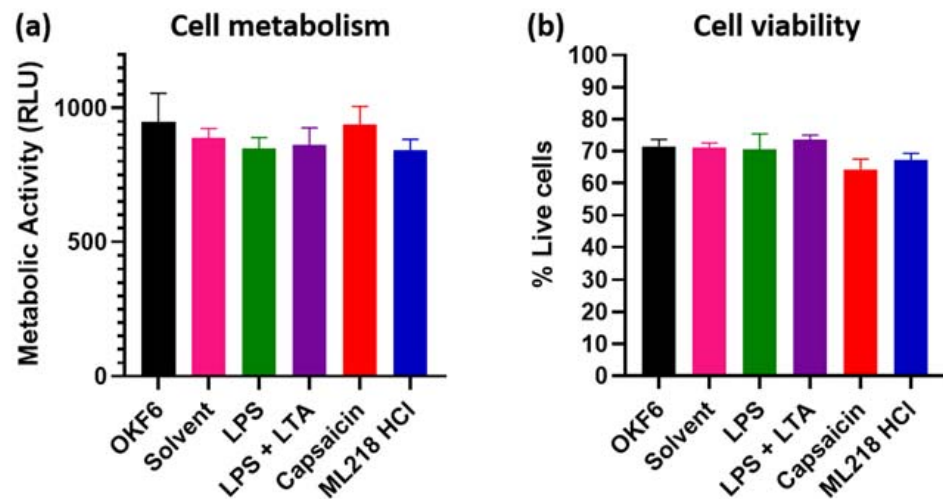 (a) Cell metabolism
Metabolic Activity (RLU)
1000
500
0
OKF6
Solvent
LPS
LPS + LTA
Capsaicin
ML218 HCl
(b) Cell viability
% Live cells
100
90
80
70
60
50
40
30
20
10
0
OKF6
Solvent
LPS
LPS + LTA
Capsaicin
ML218 HCl